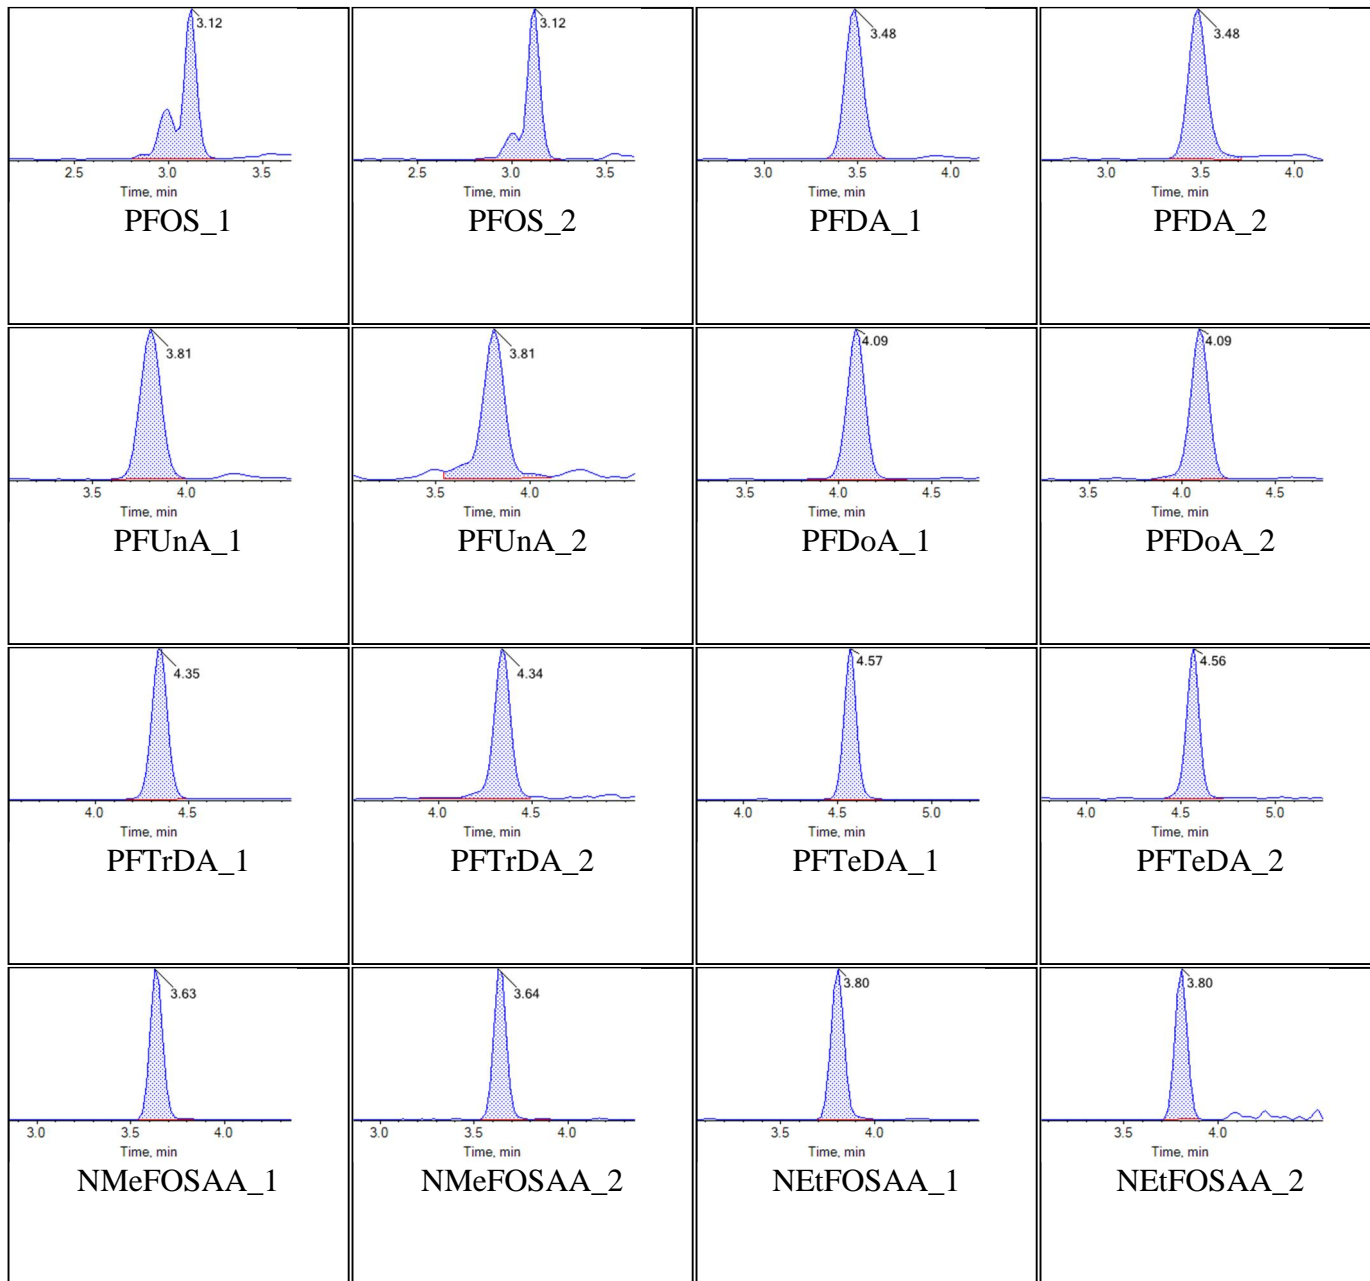 3.12
2.5 3.0 3.5
Time, min
PFOS_1
3.12
2.5 3.0 3.5
Time, min
PFOS_2
3.48
3.0 3.5 4.0
Time, min
PFDA_1
3.48
3.0 3.5 4.0
Time, min
PFDA_2
3.81
3.5 4.0
Time, min
PFUnA_1
3.81
3.5 4.0
Time, min
PFUnA_2
4.09
3.5 4.0 4.5
Time, min
PFDoA_1
4.09
3.5 4.0 4.5
Time, min
PFDoA_2
4.35
4.0 4.5
Time, min
PFTrDA_1
4.34
4.0 4.5
Time, min
PFTrDA_2
4.57
4.0 4.5 5.0
Time, min
PFTeDA_1
4.56
4.0 4.5 5.0
Time, min
PFTeDA_2
3.63
3.0 3.5 4.0
Time, min
NMeFOSAA_1
3.64
3.0 3.5 4.0
Time, min
NMeFOSAA_2
3.80
3.5 4.0
Time, min
NEtFOSAA_1
3.80
3.5 4.0
Time, min
NEtFOSAA_2